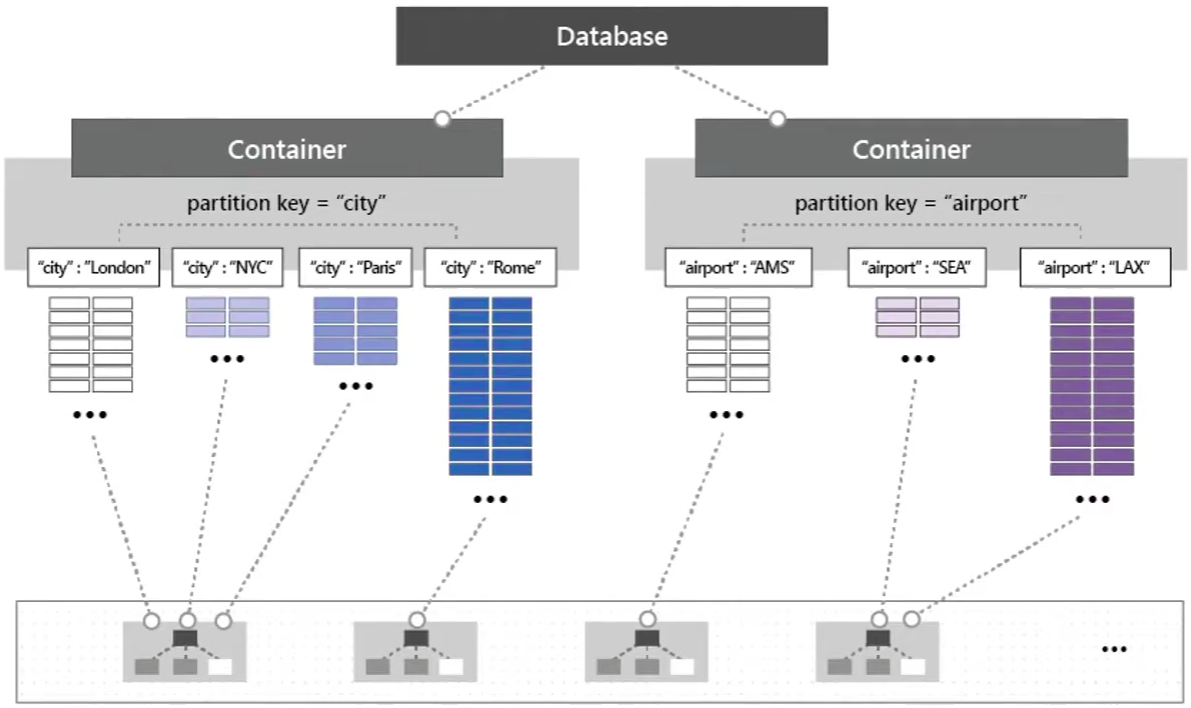 Database
Container
Container
partition key = “city”
partition key = “airport”
“city” : “London”
“city” : “NYC”
“city” : “Paris”
“city” : “Rome”
“airport” : “AMS”
“airport” : “SEA”
“airport” : “LAX”